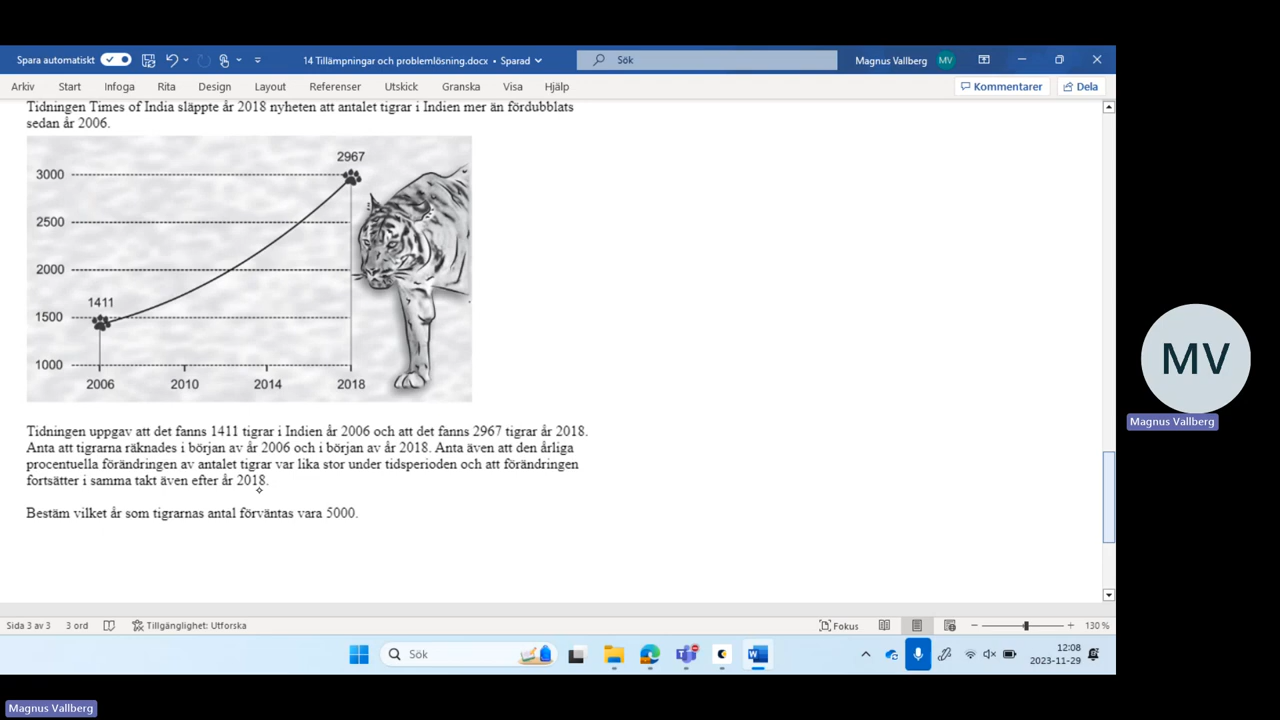 Spara automatiskt
14 Tillämpningar och problemlösning.docx • Sparad
Sök
Magnus Vallberg
MV
Arkiv Start Infoga Rita Design Layout Referenser Utskick Granska Visa Hjälp
Kommentarer
Dela
Tidningen Times of India släppte år 2018 nyheten att antalet tigrar i Indien mer än fördubblats
sedan år 2006.
2967
3000
2500
2000
1411
1500
1000
2006 2010 2014 2018
Tidningen uppgav att det fanns 1411 tigrar i Indien år 2006 och att det fanns 2967 tigrar år 2018.
Anta att tigrarna räknades i början av år 2006 och i början av år 2018. Anta även att den årliga
procentuella förändringen av antalet tigrar var lika stor under tidsperioden och att förändringen
fortsätter i samma takt även efter år 2018.
Bestäm vilket år som tigrarnas antal förväntas vara 5000.
MV
Magnus Vallberg
Sida 3 av 3 3 ord Tillgänglighet: Utforska
Fokus
130 %
Sök
12:08
2023-11-29
Magnus Vallberg